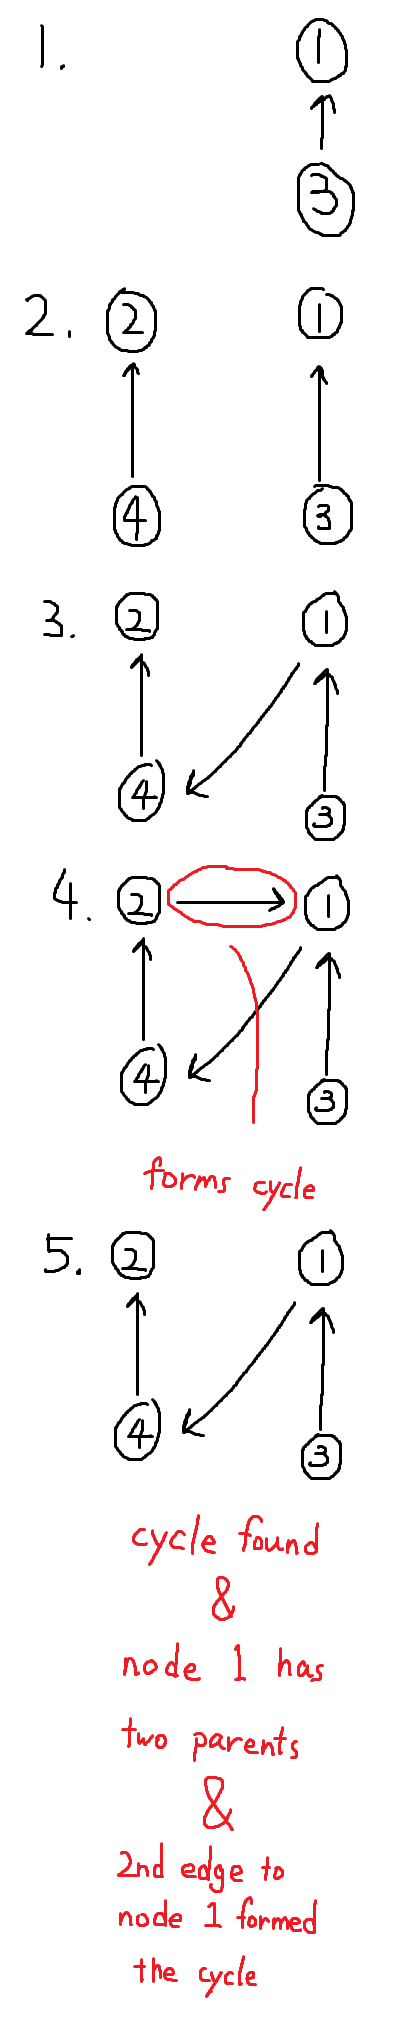 1. 1
3
2. 2 1
4 3
3. 2 1
4 3
4. 2 1
4 3
forms cycle
5. 2 1
4 3
cycle found
&
node 1 has
two parents
&
2nd edge to
node 1 formed
the cycle